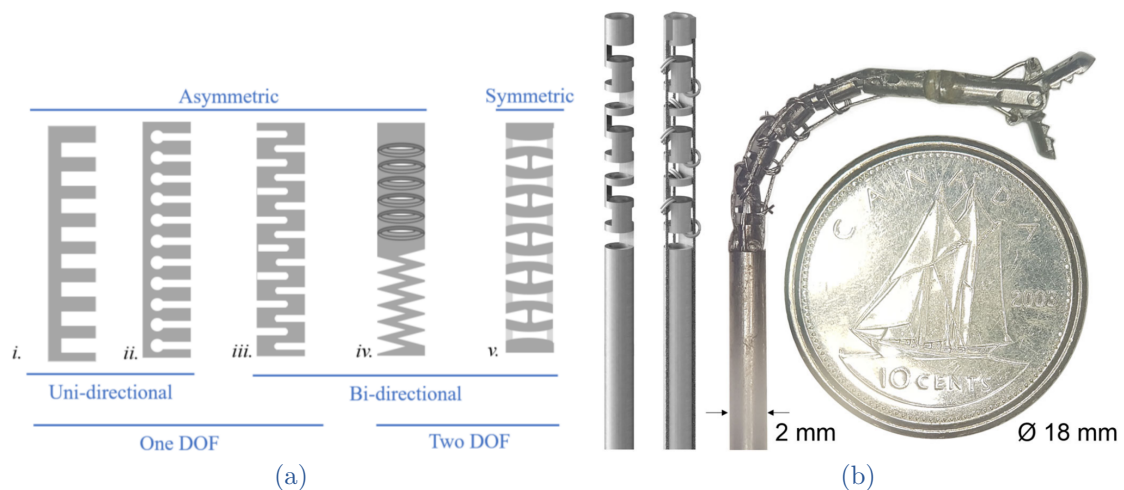 Asymmetric
Symmetric
i.
ii.
iii.
iv.
v.
Uni-directional
Bi-directional
One DOF
Two DOF
(a)
CANADA
2005
10 CENTS
2 mm
Ø 18 mm
(b)